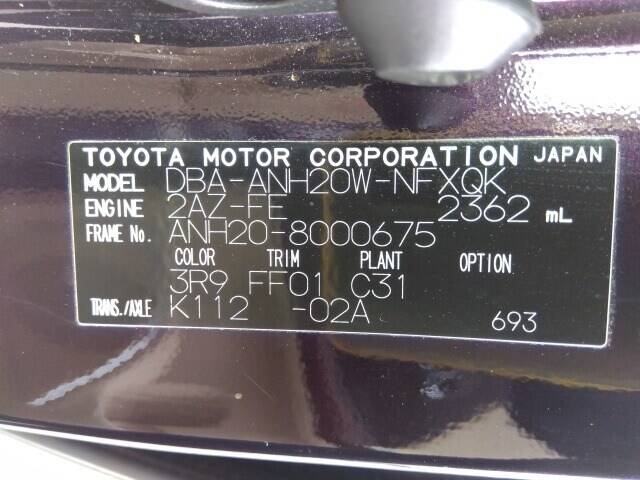 TOYOTA MOTOR CORPORATION JAPAN
MODEL DBA-ANH20W-NFXQK
ENGINE 2AZ-FE 2362 mL
FRAME No. ANH20-8000675
COLOR TRIM PLANT OPTION
3R9 FF01 C31
TRANS./AXLE K112 -02A 693